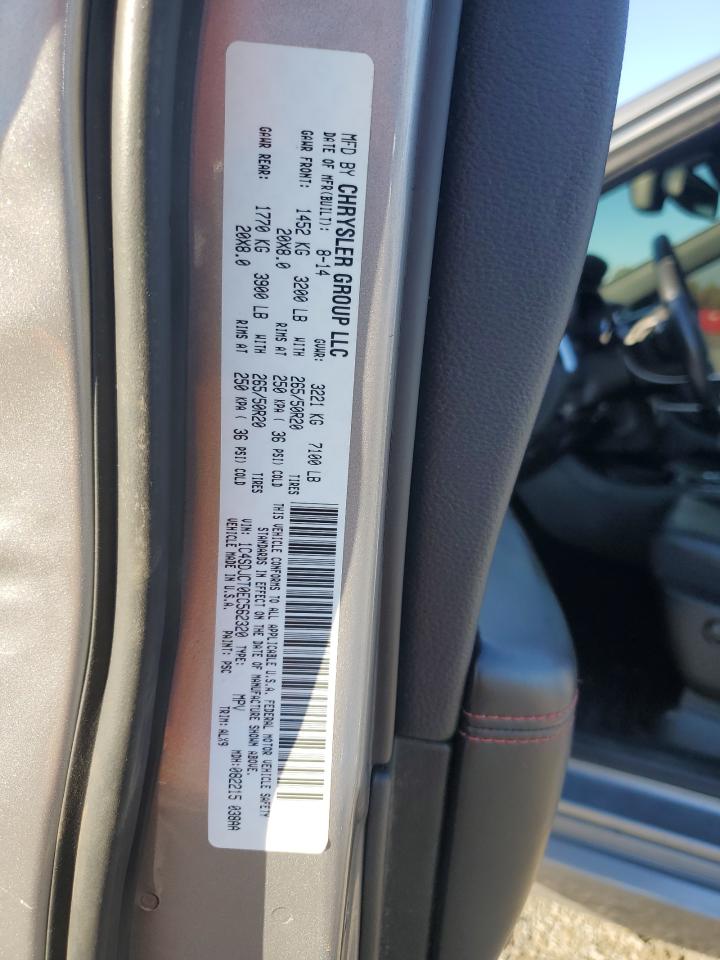 MFD BY CHRYSLER GROUP LLC
DATE OF MFR(BUILT): 8-14 GVWR: 3221 KG 7100 LB
GAWR FRONT: 1452 KG 3200 LB WITH 265/50R20 TIRES
20X8.0 RIMS AT 250 KPA ( 36 PSI) COLD
GAWR REAR: 1770 KG 3900 LB WITH 265/50R20 TIRES
20X8.0 RIMS AT 250 KPA ( 36 PSI) COLD
THIS VEHICLE CONFORMS TO ALL APPLICABLE U.S.A. FEDERAL MOTOR VEHICLE SAFETY
STANDARDS IN EFFECT ON THE DATE OF MANUFACTURE SHOWN ABOVE.
VIN: 1C4SDJCT0EC562320 TYPE: MPV MDH:082215 038AA
VEHICLE MADE IN U.S.A. PAINT: PSC TRIM: ALX9